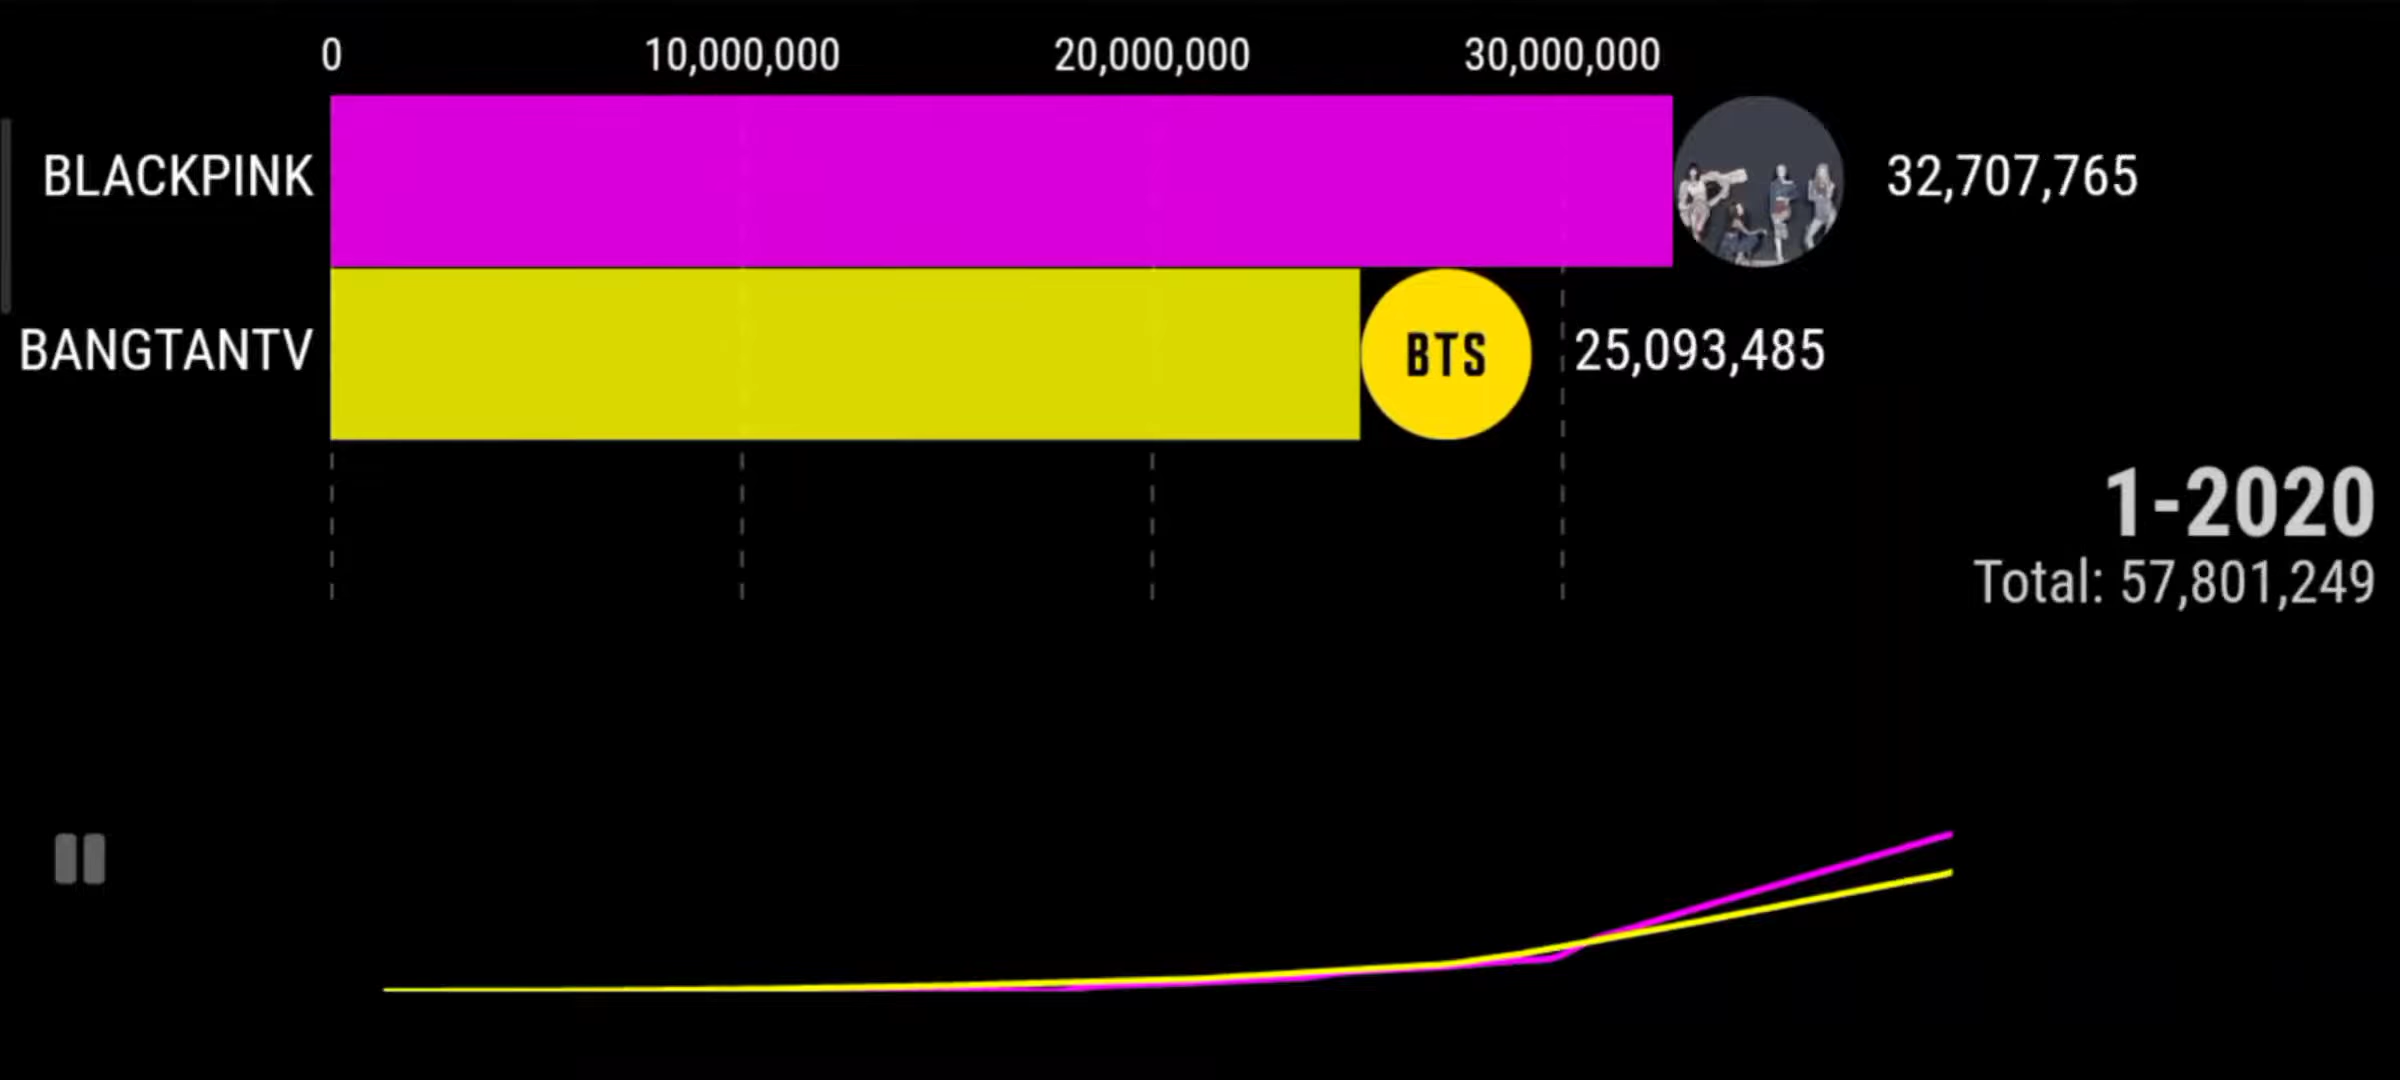 0 10,000,000 20,000,000 30,000,000
BLACKPINK 32,707,765
BANGTANTV BTS 25,093,485
1-2020
Total: 57,801,249